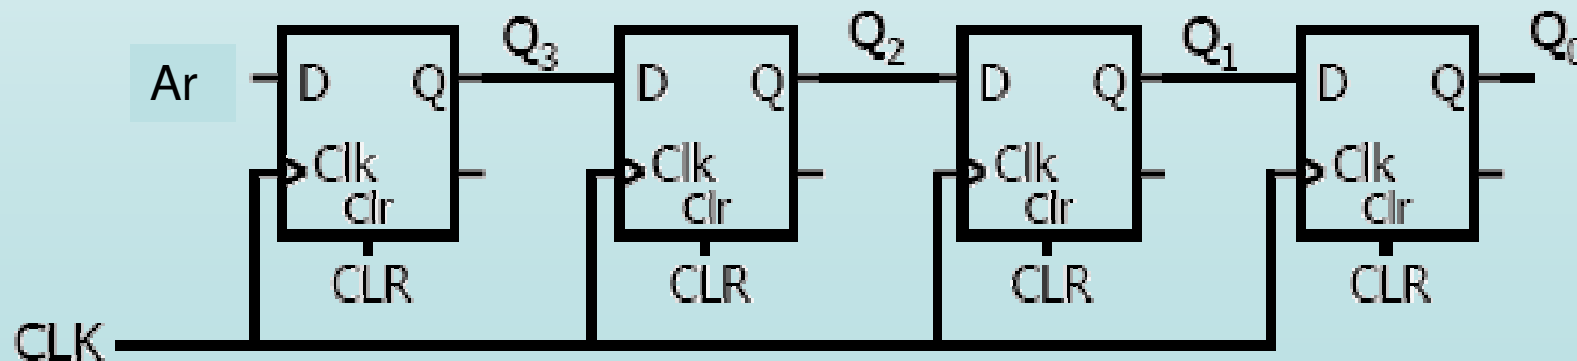 Q3 Q2 Q1 Q0
Ar D Q D Q D Q D Q
Clk Clk Clk Clk
Clr Clr Clr Clr
CLR CLR CLR CLR
CLK